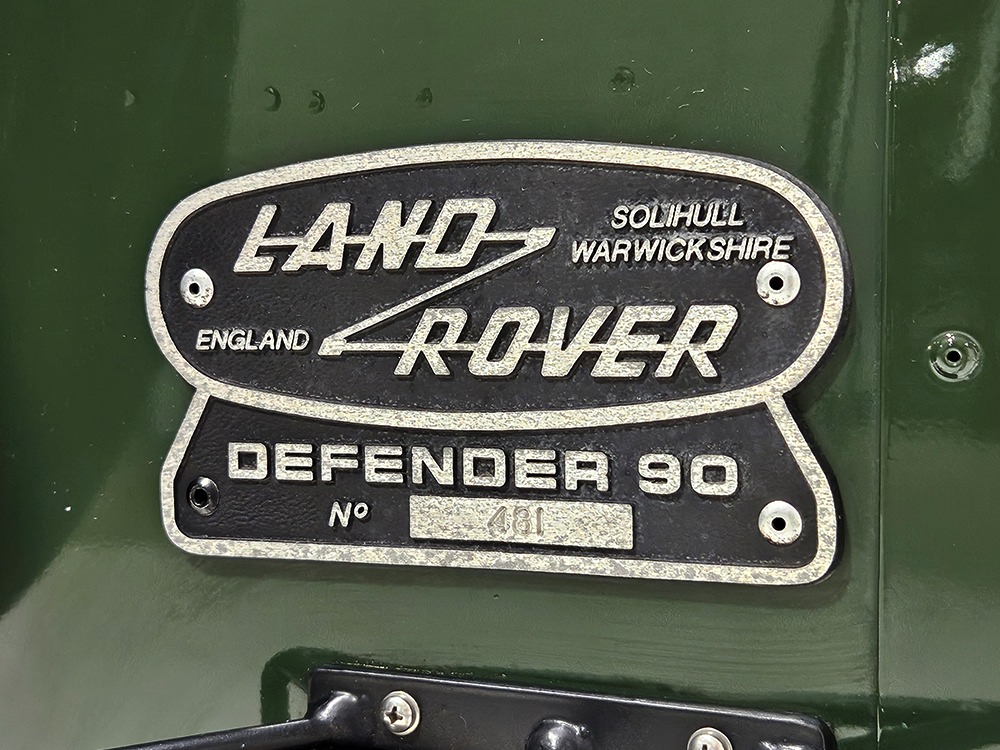 LAND
SOLIHULL
WARWICKSHIRE
ENGLAND
ROVER
DEFENDER 90
Nº 481